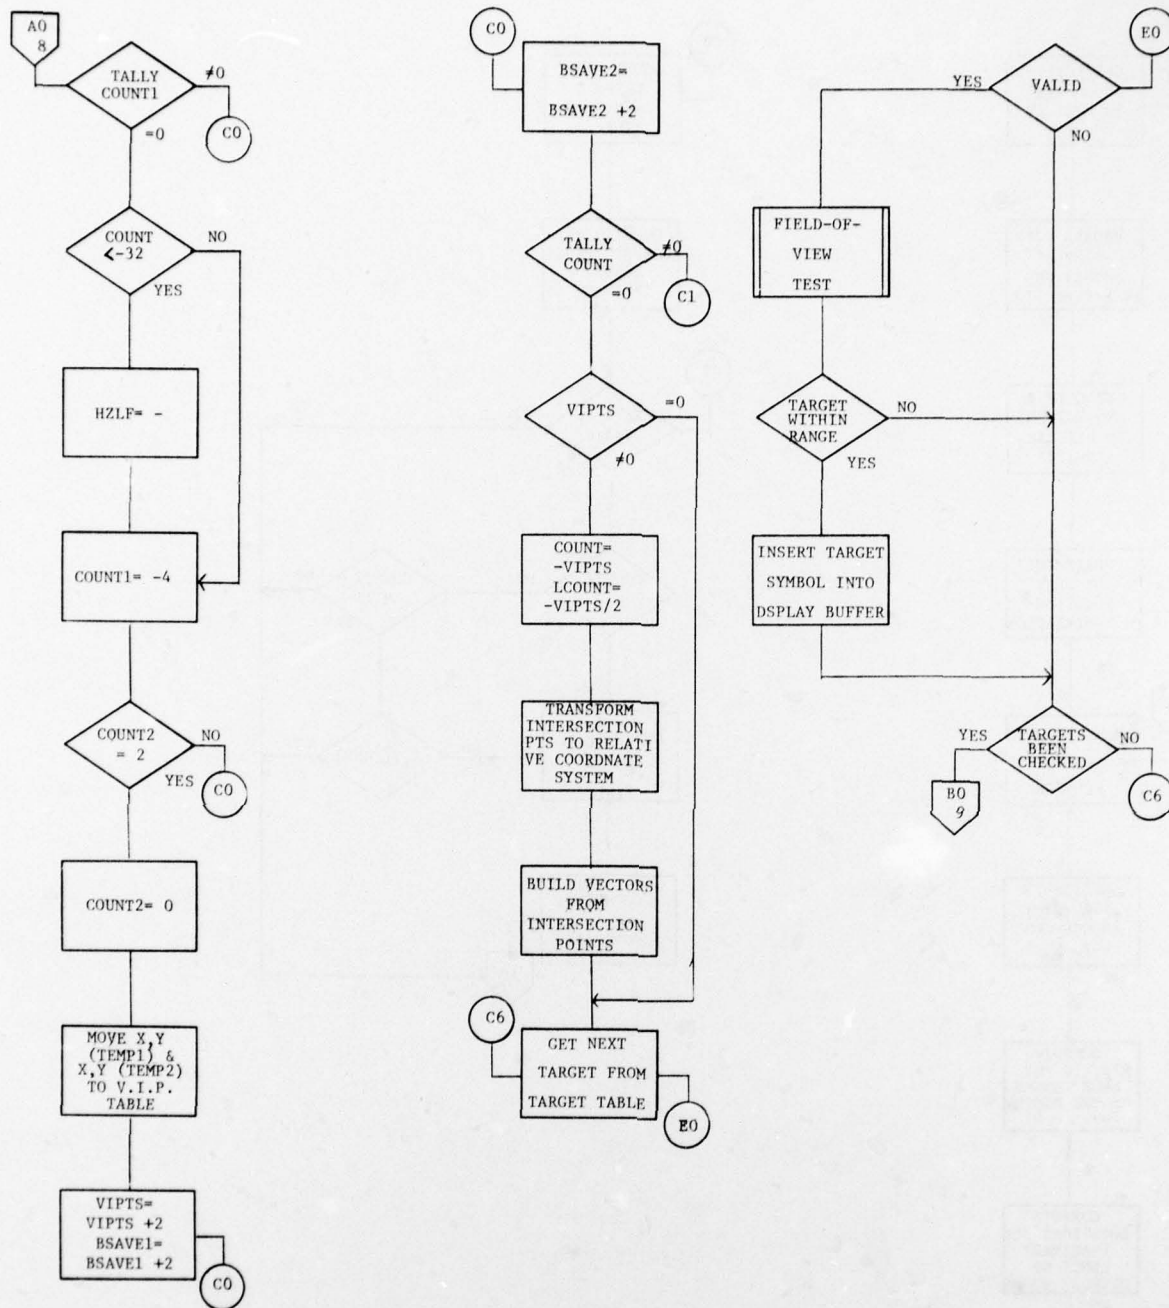 A0
8
TALLY
COUNT1
≠0
C0
=0
COUNT
<-32
NO
YES
HZLF= -
COUNT1= -4
COUNT2
= 2
NO
YES
C0
COUNT2= 0
MOVE X,Y
(TEMP1) &
X,Y (TEMP2)
TO V.I.P.
TABLE
VIPTS=
VIPTS +2
BSAVE1=
BSAVE1 +2
C0
C0
BSAVE2=
BSAVE2 +2
TALLY
COUNT
≠0
C1
=0
VIPTS
=0
≠0
COUNT=
-VIPTS
LCOUNT=
-VIPTS/2
TRANSFORM
INTERSECTION
PTS TO RELATI
VE COORDNATE
SYSTEM
BUILD VECTORS
FROM
INTERSECTION
POINTS
C6
GET NEXT
TARGET FROM
TARGET TABLE
E0
E0
YES
VALID
NO
FIELD-OF-
VIEW
TEST
TARGET
WITHIN
RANGE
NO
YES
INSERT TARGET
SYMBOL INTO
DSPLAY BUFFER
YES
TARGETS
BEEN
CHECKED
NO
B0
9
C6